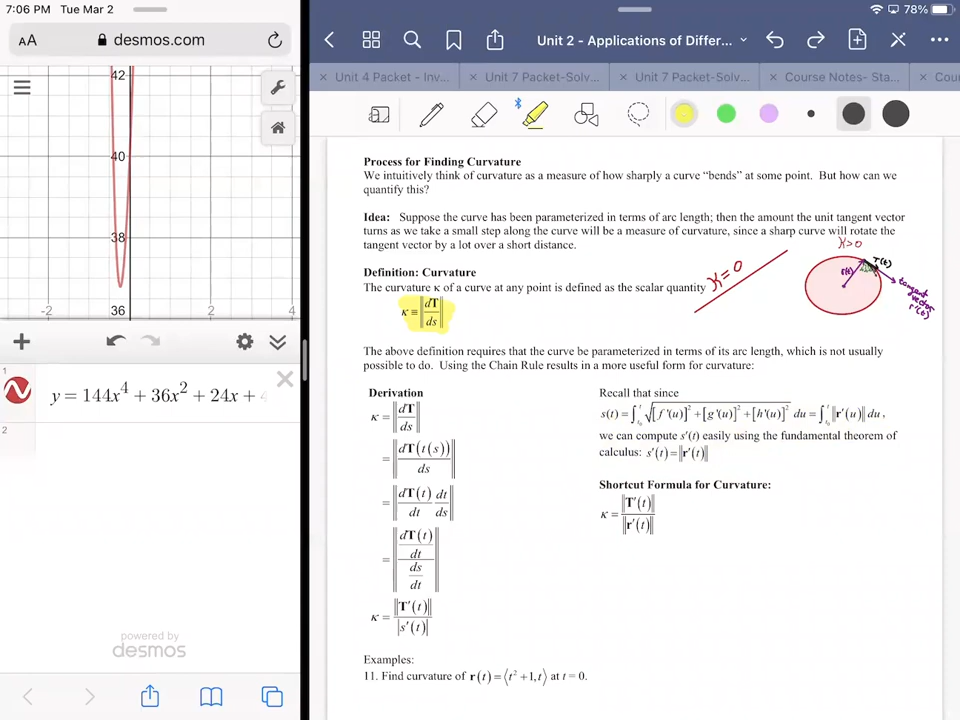 7:06 PM Tue Mar 2
78%
AA desmos.com
Unit 2 - Applications of Differ...
Unit 4 Packet - Inv...
Unit 7 Packet-Solv...
Unit 7 Packet-Solv...
Course Notes- Sta...
Cou
42
40
38
36
-2
2
4
1
y = 144x⁴ + 36x² + 24x +
2
powered by
desmos
Process for Finding Curvature
We intuitively think of curvature as a measure of how sharply a curve “bends” at some point. But how can we
quantify this?
Idea: Suppose the curve has been parameterized in terms of arc length; then the amount the unit tangent vector
turns as we take a small step along the curve will be a measure of curvature, since a sharp curve will rotate the
tangent vector by a lot over a short distance.
K>0
T(t)
r(t)
tangent
vector
r'(t)
K=0
Definition: Curvature
The curvature κ of a curve at any point is defined as the scalar quantity
κ ≡ ‖dT/ds‖
The above definition requires that the curve be parameterized in terms of its arc length, which is not usually
possible to do. Using the Chain Rule results in a more useful form for curvature:
Derivation
κ = ‖dT/ds‖
= ‖dT(t(s))/ds‖
= ‖dT(t)/dt dt/ds‖
= ‖(dT(t)/dt)/(ds/dt)‖
κ = ‖T′(t)‖/|s′(t)|
Recall that since
s(t) = ∫ₜ₀ᵗ √([f '(u)]² + [g '(u)]² + [h '(u)]²) du = ∫ₜ₀ᵗ ‖r′(u)‖ du,
we can compute s′(t) easily using the fundamental theorem of
calculus: s′(t) = ‖r′(t)‖
Shortcut Formula for Curvature:
κ = ‖T′(t)‖/‖r′(t)‖
Examples:
11. Find curvature of r(t) = ⟨t² + 1, t⟩ at t = 0.